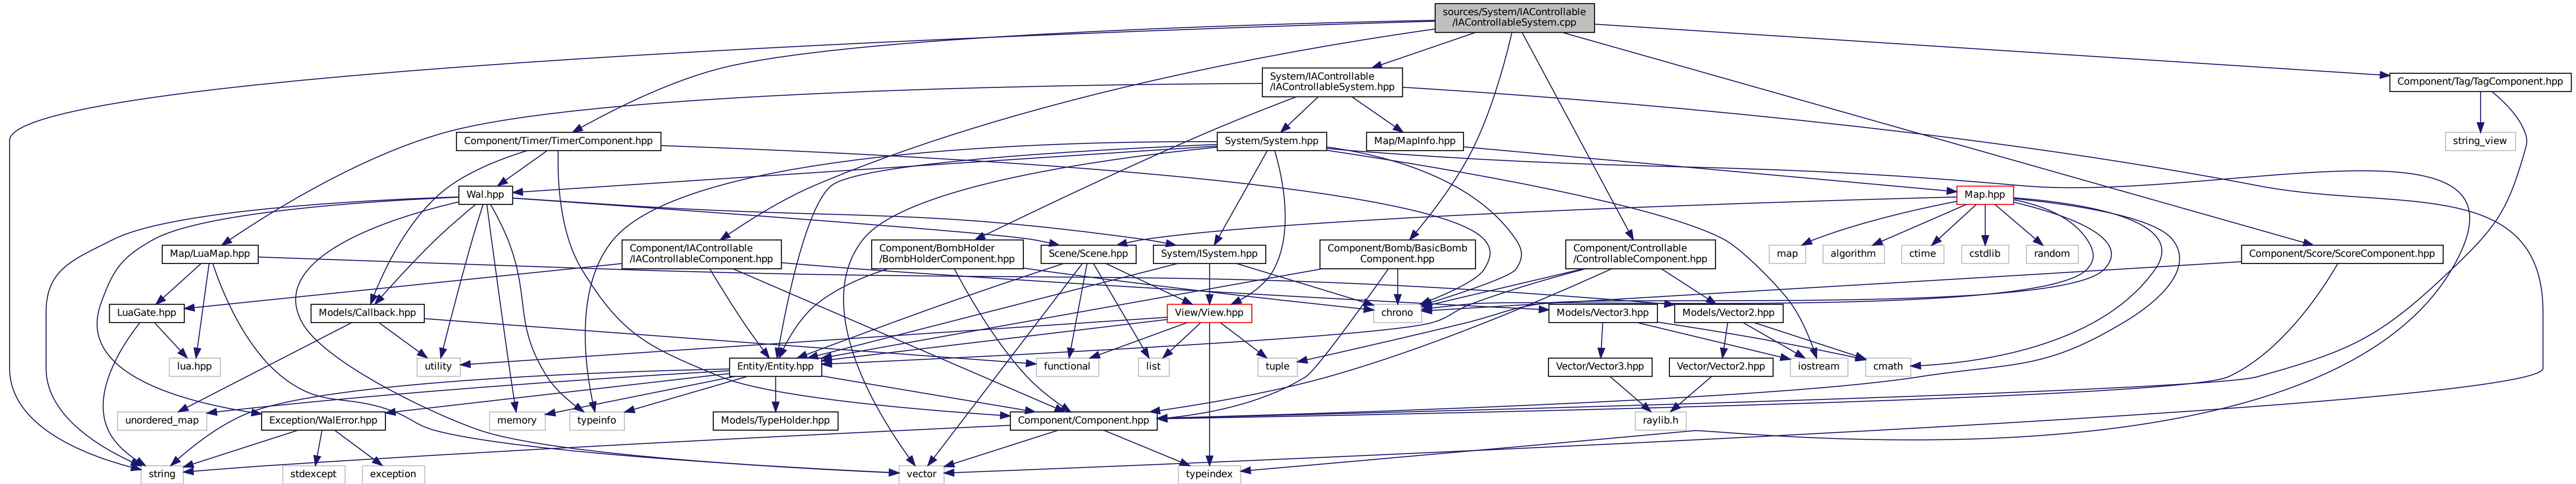 sources/System/IAControllable
/IAControllableSystem.cpp
System/IAControllable
/IAControllableSystem.hpp
Component/Tag/TagComponent.hpp
Component/Timer/TimerComponent.hpp
System/System.hpp
Map/MapInfo.hpp
string_view
Wal.hpp
Map.hpp
Map/LuaMap.hpp
Component/IAControllable
/IAControllableComponent.hpp
Component/BombHolder
/BombHolderComponent.hpp
Scene/Scene.hpp
System/ISystem.hpp
Component/Bomb/BasicBomb
Component.hpp
Component/Controllable
/ControllableComponent.hpp
map
algorithm
ctime
cstdlib
random
Component/Score/ScoreComponent.hpp
LuaGate.hpp
Models/Callback.hpp
View/View.hpp
chrono
Models/Vector3.hpp
Models/Vector2.hpp
lua.hpp
utility
Entity/Entity.hpp
functional
list
tuple
Vector/Vector3.hpp
Vector/Vector2.hpp
iostream
cmath
unordered_map
Exception/WalError.hpp
memory
typeinfo
Models/TypeHolder.hpp
Component/Component.hpp
raylib.h
string
stdexcept
exception
vector
typeindex